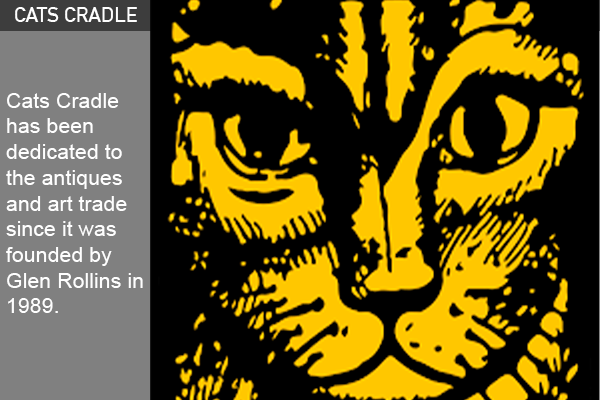 CATS CRADLE
Cats Cradle
has been
dedicated to
the antiques
and art trade
since it was
founded by
Glen Rollins in
1989.